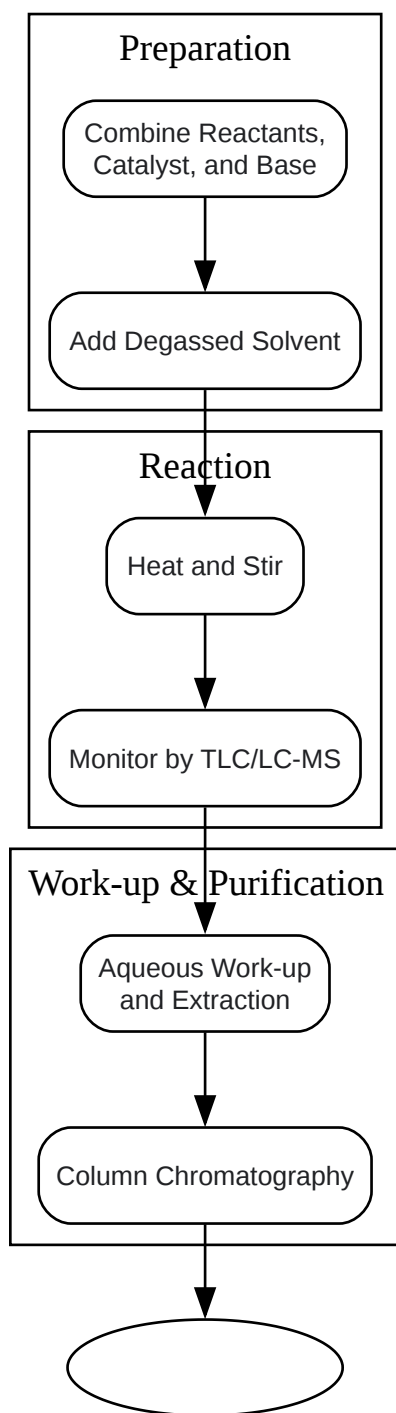 Preparation
Combine Reactants,
Catalyst, and Base
Add Degassed Solvent
Reaction
Heat and Stir
Monitor by TLC/LC-MS
Work-up & Purification
Aqueous Work-up
and Extraction
Column Chromatography